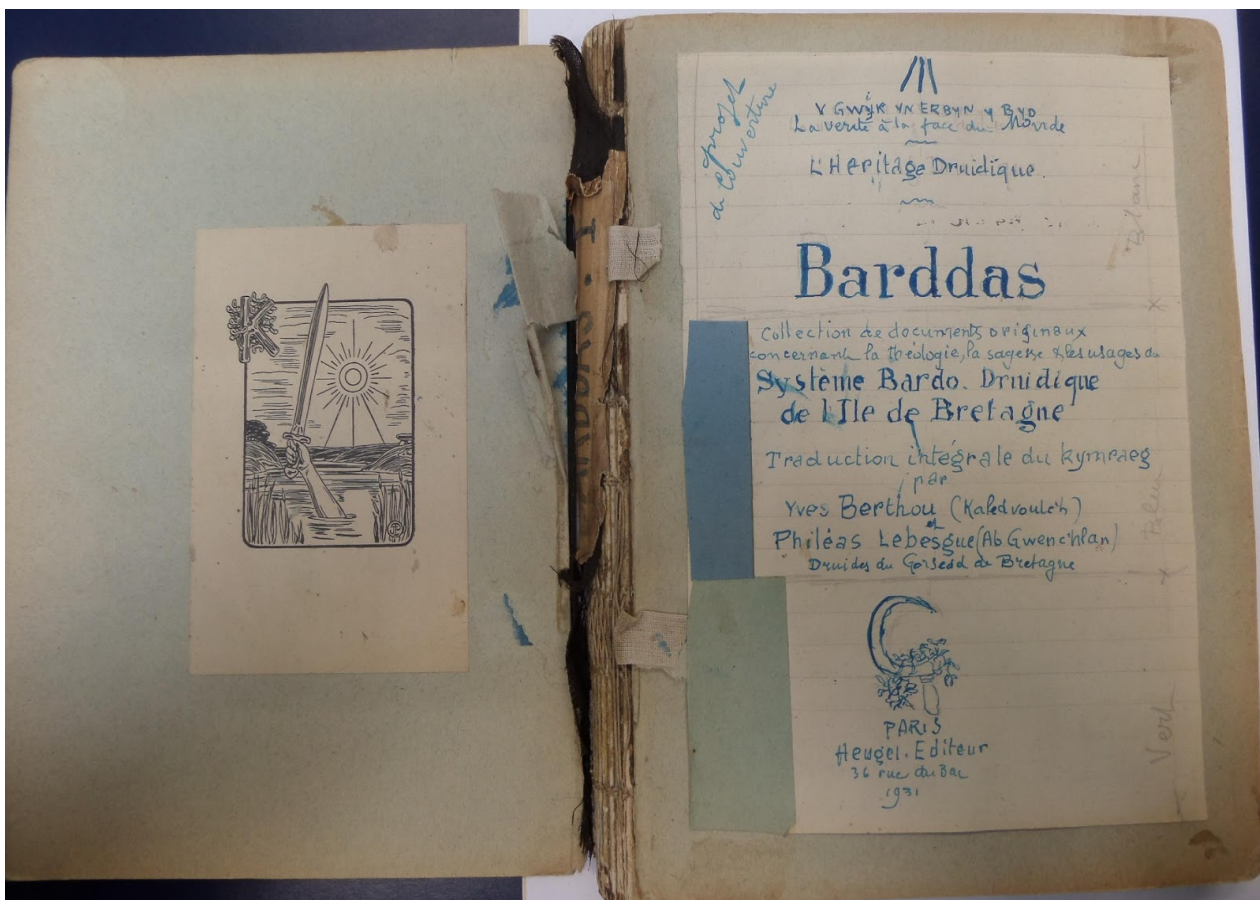 BARDDAS · I
projet
de couverture
Y GWIR YN ERBYN Y BYD
La verité à la face du Monde
L'Heritage Druidique.
Barddas
Collection de documents originaux
concernant la théologie, la sagesse & les usages du
Système Bardo. Druidique
de l'Ile de Bretagne
Traduction intégrale du kymraeg
par
Yves Berthou (Kaledvoulc'h)
et
Philéas Lebesgue (Ab Gwenc'hlan)
Druides du Gorsedd de Bretagne
PARIS
Heugel. Editeur
36 rue du Bac
1931
Blanc
Bleu
Vert